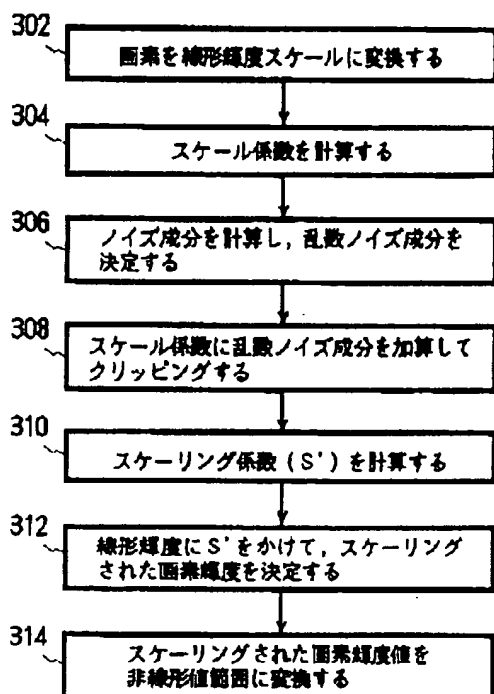 302
画素を線形輝度スケールに変換する
304
スケール係数を計算する
306
ノイズ成分を計算し,乱数ノイズ成分を
決定する
308
スケール係数に乱数ノイズ成分を加算して
クリッピングする
310
スケーリング係数(S')を計算する
312
線形輝度にS'をかけて,スケーリング
された画素輝度を決定する
314
スケーリングされた画素輝度値を
非線形値範囲に変換する